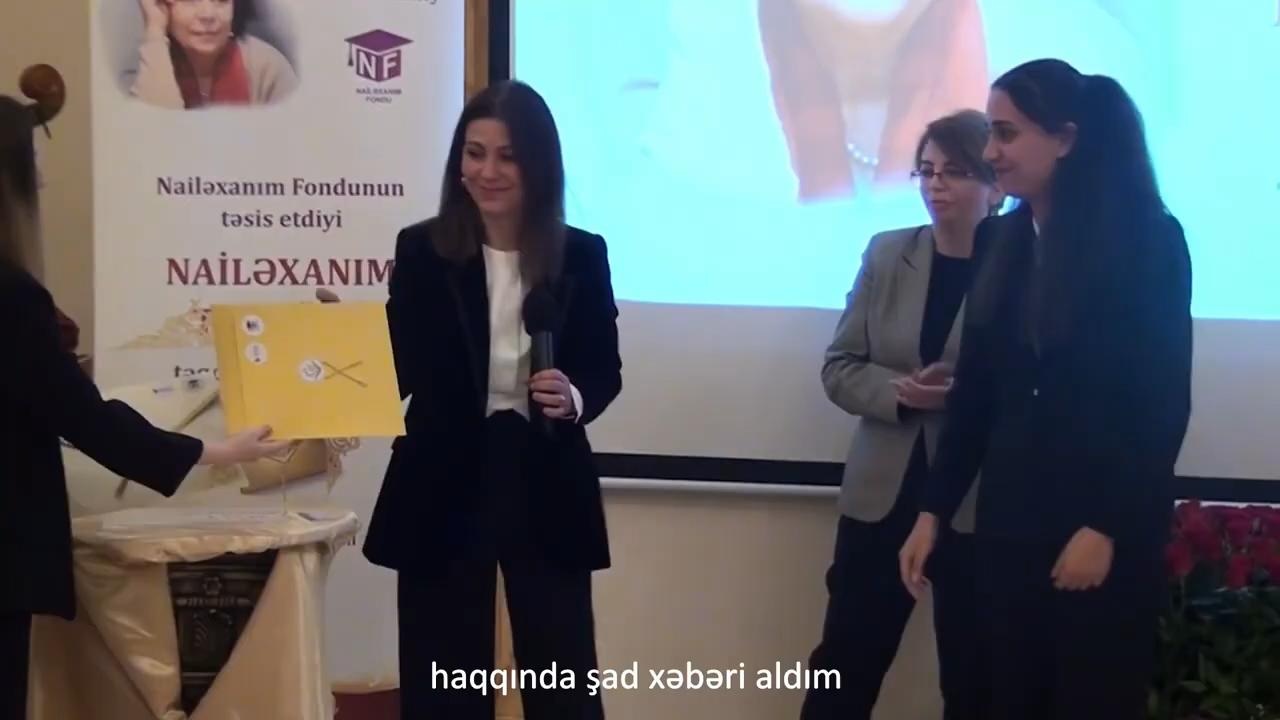 NF
NAİLƏXANIM
FONDU
Nailəxanım Fondunun
təsis etdiyi
NAİLƏXANIM
haqqında şad xəbəri aldım